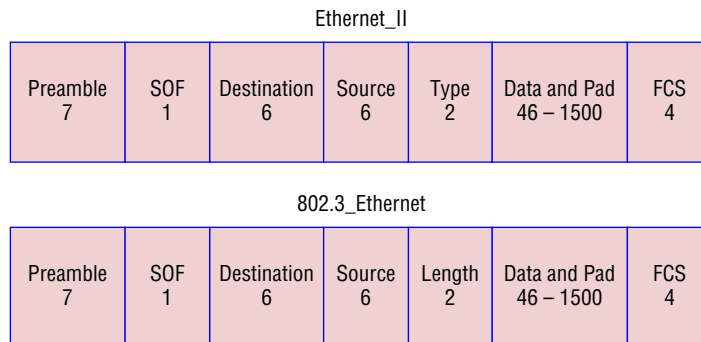 Ethernet_II
Preamble SOF Destination Source Type Data and Pad FCS
7 1 6 6 2 46 – 1500 4
802.3_Ethernet
Preamble SOF Destination Source Length Data and Pad FCS
7 1 6 6 2 46 – 1500 4